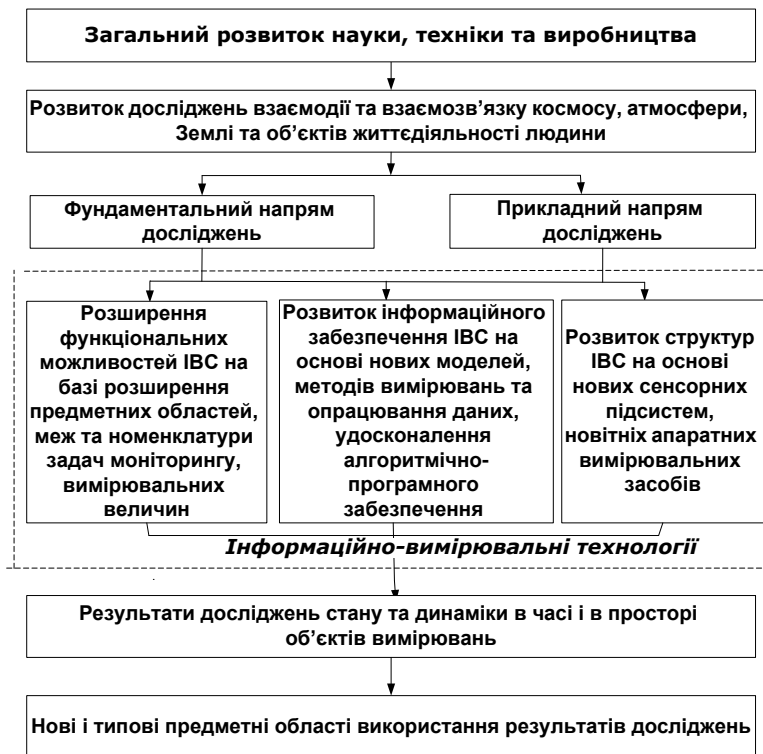 Загальний розвиток науки, техніки та виробництва
Розвиток досліджень взаємодії та взаємозв’язку космосу, атмосфери,
Землі та об’єктів життєдіяльності людини
Фундаментальний напрям
досліджень
Прикладний напрям
досліджень
Розширення
функціональних
можливостей ІВС на
базі розширення
предметних областей,
меж та номенклатури
задач моніторингу,
вимірювальних
величин
Розвиток інформаційного
забезпечення ІВС на
основі нових моделей,
методів вимірювань та
опрацювання даних,
удосконалення
алгоритмічно-
програмного
забезпечення
Розвиток структур
ІВС на основі
нових сенсорних
підсистем,
новітніх апаратних
вимірювальних
засобів
Інформаційно-вимірювальні технології
Результати досліджень стану та динаміки в часі і в просторі
об’єктів вимірювань
Нові і типові предметні області використання результатів досліджень